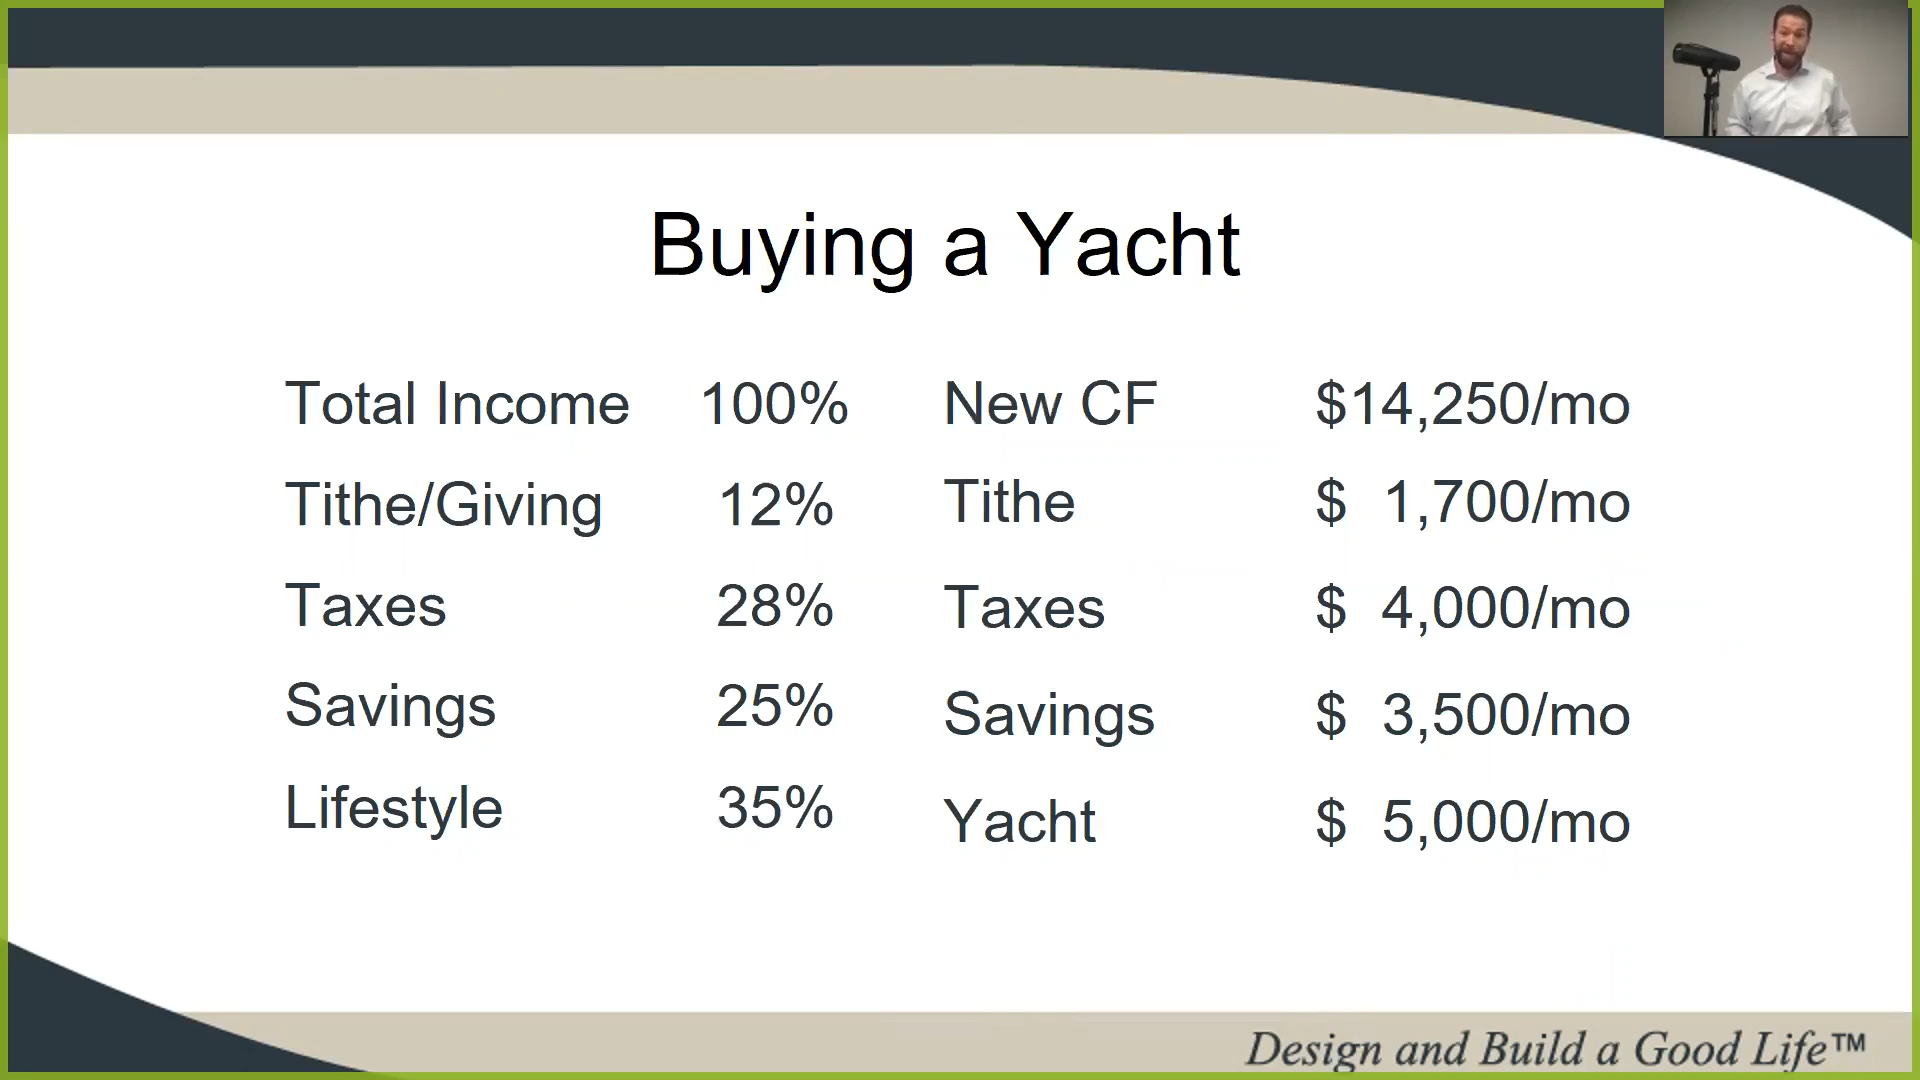 Buying a Yacht
Total Income 100%
Tithe/Giving 12%
Taxes 28%
Savings 25%
Lifestyle 35%
New CF $14,250/mo
Tithe $ 1,700/mo
Taxes $ 4,000/mo
Savings $ 3,500/mo
Yacht $ 5,000/mo
Design and Build a Good Life™